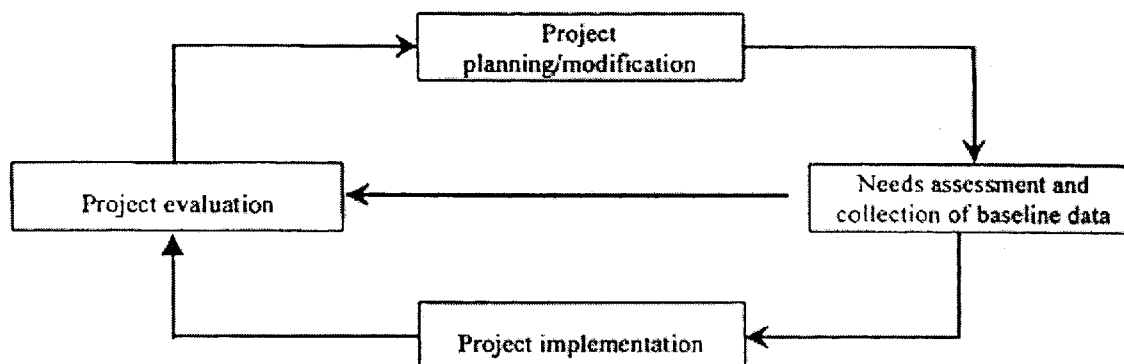 Project
planning/modification
Project evaluation
Needs assessment and
collection of baseline data
Project implementation